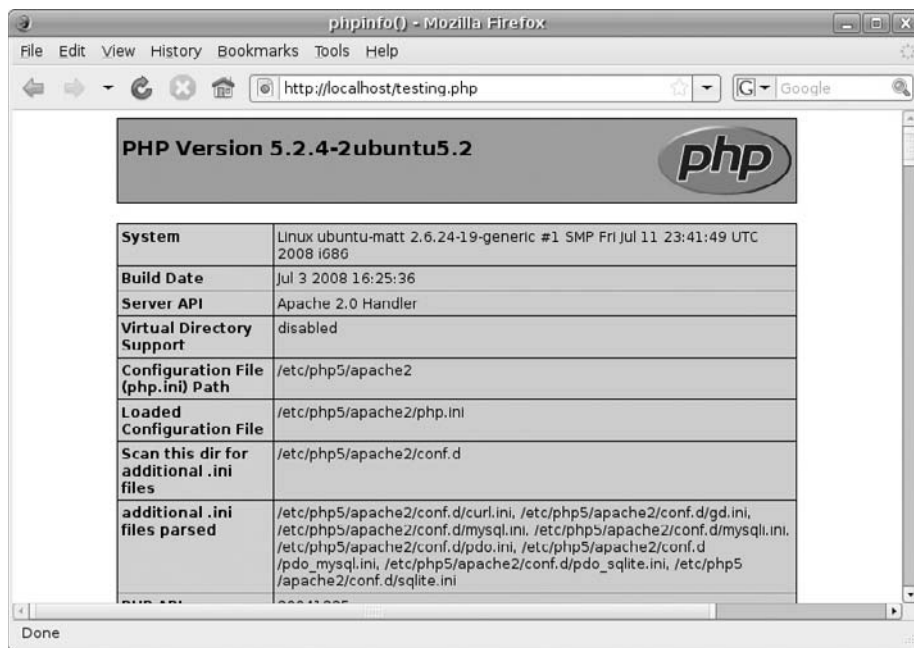 phpinfo() - Mozilla Firefox
File Edit View History Bookmarks Tools Help
http://localhost/testing.php
G Google
PHP Version 5.2.4-2ubuntu5.2
php
System
Linux ubuntu-matt 2.6.24-19-generic #1 SMP Fri Jul 11 23:41:49 UTC
2008 i686
Build Date
Jul 3 2008 16:25:36
Server API
Apache 2.0 Handler
Virtual Directory
Support
disabled
Configuration File
(php.ini) Path
/etc/php5/apache2
Loaded
Configuration File
/etc/php5/apache2/php.ini
Scan this dir for
additional .ini
files
/etc/php5/apache2/conf.d
additional .ini
files parsed
/etc/php5/apache2/conf.d/curl.ini, /etc/php5/apache2/conf.d/gd.ini,
/etc/php5/apache2/conf.d/mysql.ini, /etc/php5/apache2/conf.d/mysqli.ini,
/etc/php5/apache2/conf.d/pdo.ini, /etc/php5/apache2/conf.d
/pdo_mysql.ini, /etc/php5/apache2/conf.d/pdo_sqlite.ini, /etc/php5
/apache2/conf.d/sqlite.ini
PHP API
Done